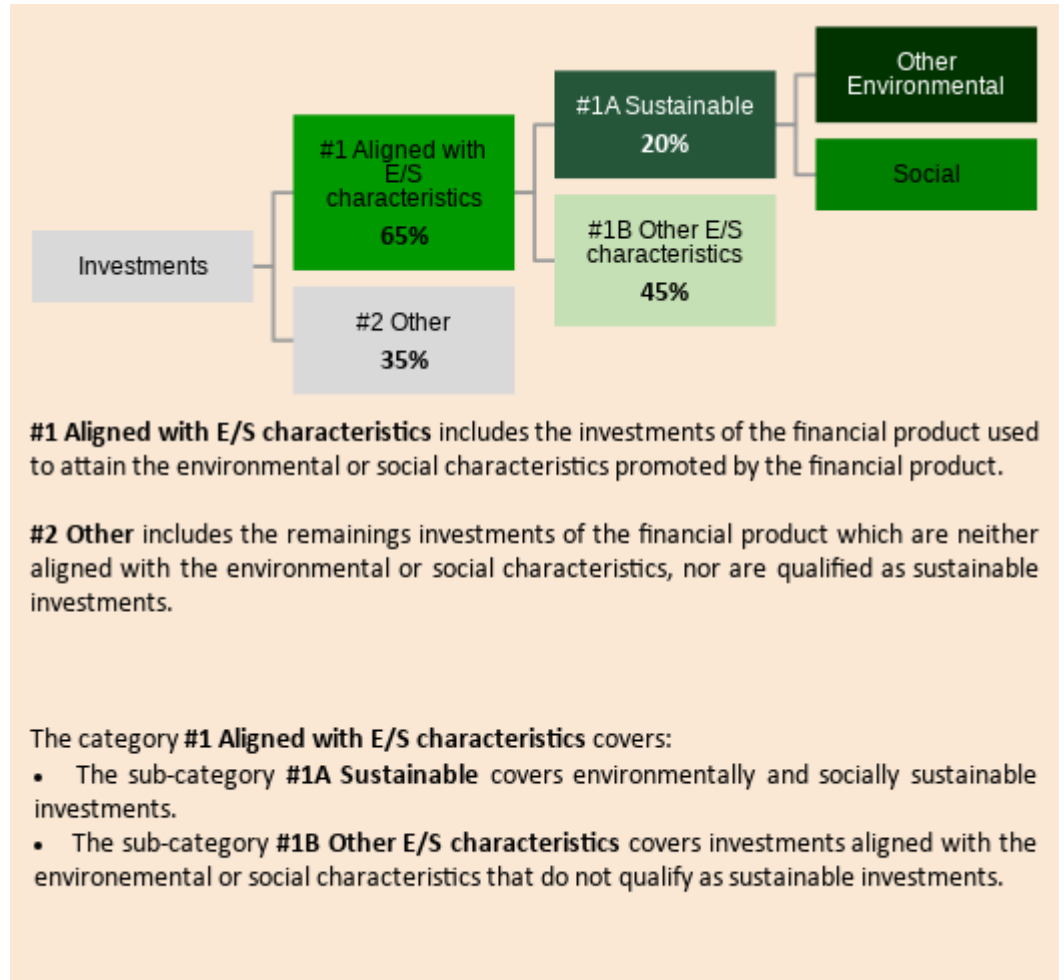 Other
Environmental
#1A Sustainable
20%
#1 Aligned with
E/S
characteristics
65%
Social
#1B Other E/S
characteristics
45%
Investments
#2 Other
35%
#1 Aligned with E/S characteristics includes the investments of the financial product used
to attain the environmental or social characteristics promoted by the financial product.
#2 Other includes the remainings investments of the financial product which are neither
aligned with the environmental or social characteristics, nor are qualified as sustainable
investments.
The category #1 Aligned with E/S characteristics covers:
• The sub-category #1A Sustainable covers environmentally and socially sustainable
investments.
• The sub-category #1B Other E/S characteristics covers investments aligned with the
environemental or social characteristics that do not qualify as sustainable investments.